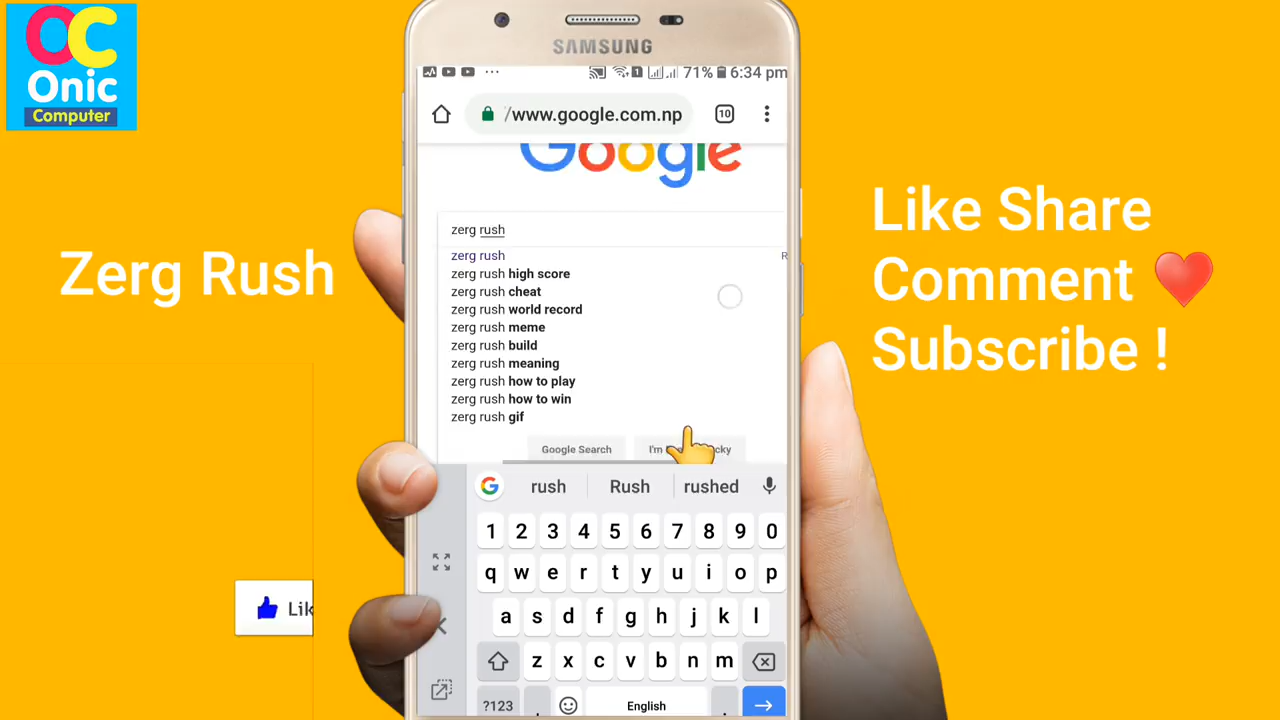 OC
Onic
Computer
Zerg Rush
SAMSUNG
1 71% 6:34 pm
/www.google.com.np
10
Google
zerg rush
zerg rush
R
zerg rush high score
zerg rush cheat
zerg rush world record
zerg rush meme
zerg rush build
zerg rush meaning
zerg rush how to play
zerg rush how to win
zerg rush gif
Google Search
I'm cky
G rush Rush rushed
1 2 3 4 5 6 7 8 9 0
q w e r t y u i o p
a s d f g h j k l
z x c v b n m
?123 , English .
Like Share
Comment ❤️
Subscribe !
Lik